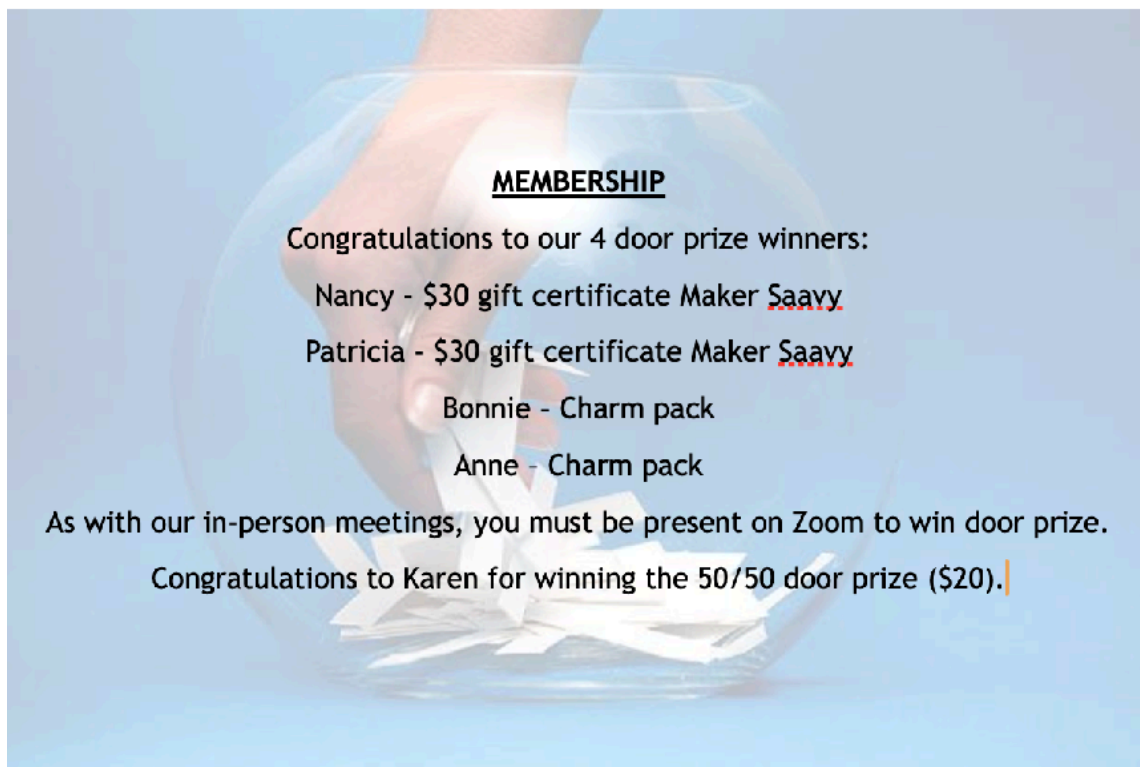 MEMBERSHIP
Congratulations to our 4 door prize winners:
Nancy - $30 gift certificate Maker Saavy
Patricia - $30 gift certificate Maker Saavy
Bonnie – Charm pack
Anne – Charm pack
As with our in-person meetings, you must be present on Zoom to win door prize.
Congratulations to Karen for winning the 50/50 door prize ($20).